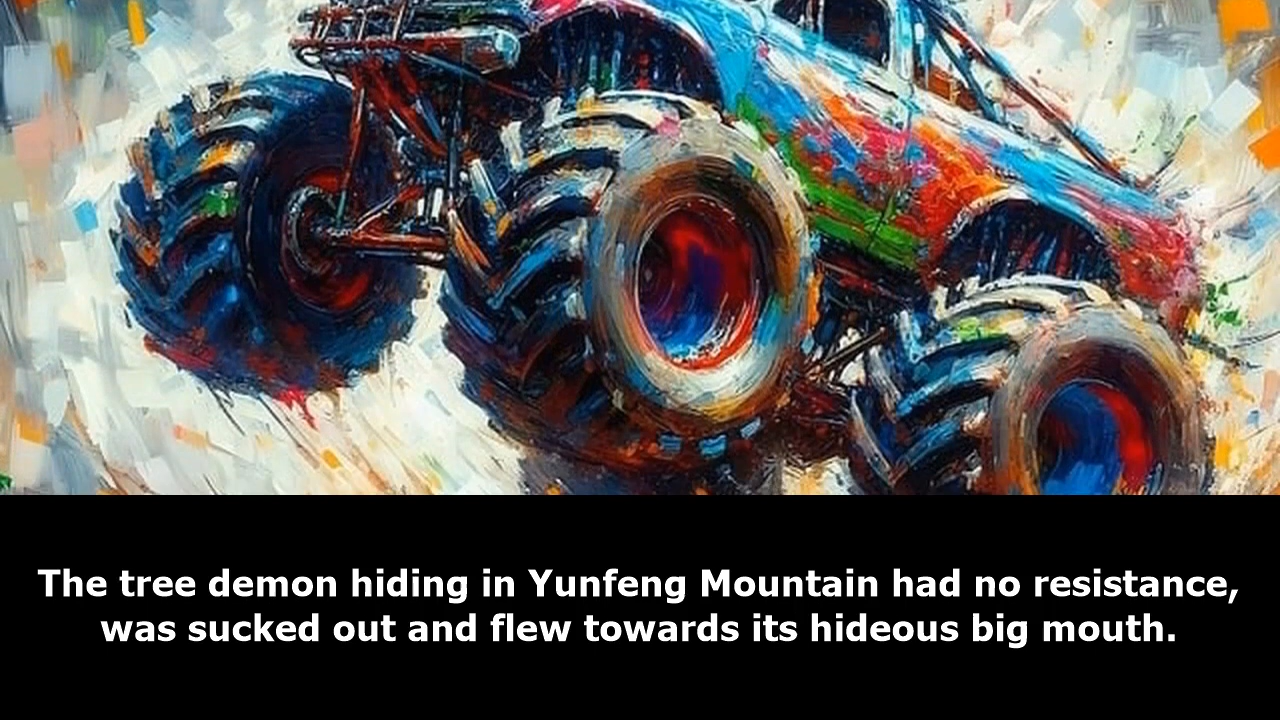 The tree demon hiding in Yunfeng Mountain had no resistance,
was sucked out and flew towards its hideous big mouth.